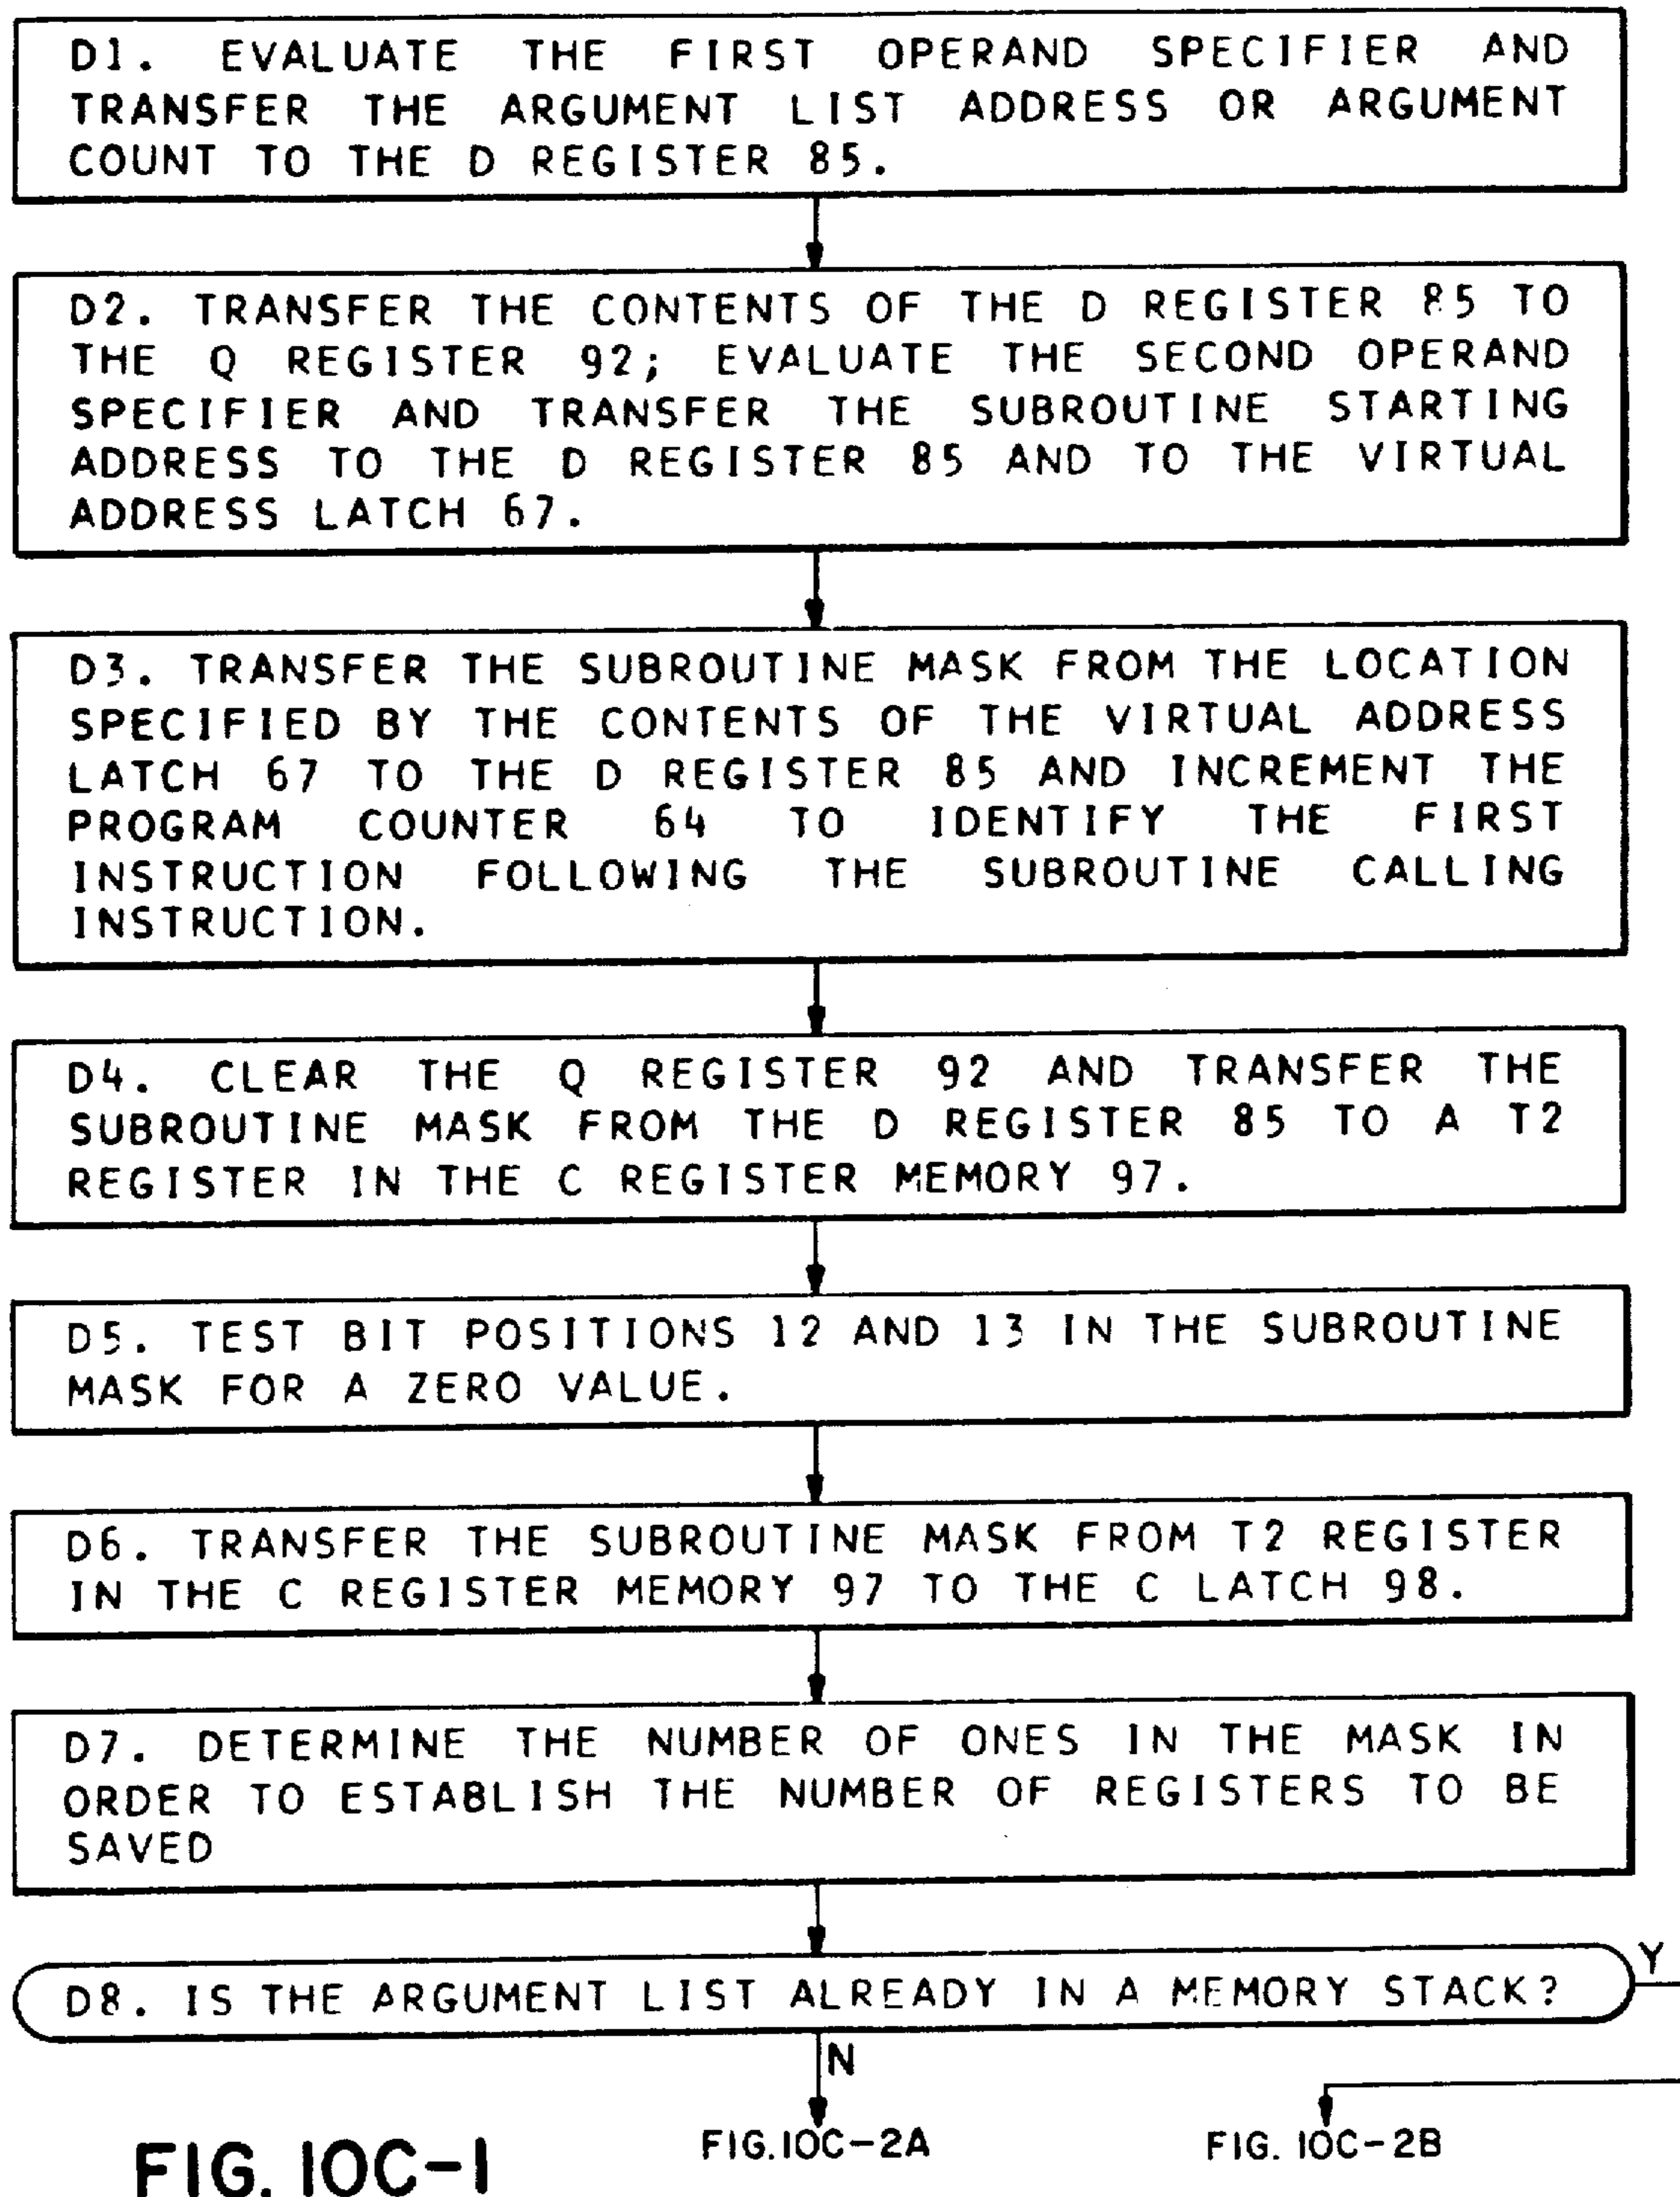 D1. EVALUATE THE FIRST OPERAND SPECIFIER AND
TRANSFER THE ARGUMENT LIST ADDRESS OR ARGUMENT
COUNT TO THE D REGISTER 85.
D2. TRANSFER THE CONTENTS OF THE D REGISTER 85 TO
THE Q REGISTER 92; EVALUATE THE SECOND OPERAND
SPECIFIER AND TRANSFER THE SUBROUTINE STARTING
ADDRESS TO THE D REGISTER 85 AND TO THE VIRTUAL
ADDRESS LATCH 67.
D3. TRANSFER THE SUBROUTINE MASK FROM THE LOCATION
SPECIFIED BY THE CONTENTS OF THE VIRTUAL ADDRESS
LATCH 67 TO THE D REGISTER 85 AND INCREMENT THE
PROGRAM COUNTER 64 TO IDENTIFY THE FIRST
INSTRUCTION FOLLOWING THE SUBROUTINE CALLING
INSTRUCTION.
D4. CLEAR THE Q REGISTER 92 AND TRANSFER THE
SUBROUTINE MASK FROM THE D REGISTER 85 TO A T2
REGISTER IN THE C REGISTER MEMORY 97.
D5. TEST BIT POSITIONS 12 AND 13 IN THE SUBROUTINE
MASK FOR A ZERO VALUE.
D6. TRANSFER THE SUBROUTINE MASK FROM T2 REGISTER
IN THE C REGISTER MEMORY 97 TO THE C LATCH 98.
D7. DETERMINE THE NUMBER OF ONES IN THE MASK IN
ORDER TO ESTABLISH THE NUMBER OF REGISTERS TO BE
SAVED
D8. IS THE ARGUMENT LIST ALREADY IN A MEMORY STACK?
Y
N
FIG.10C-2A
FIG. 10C-2B
FIG. 10C-1